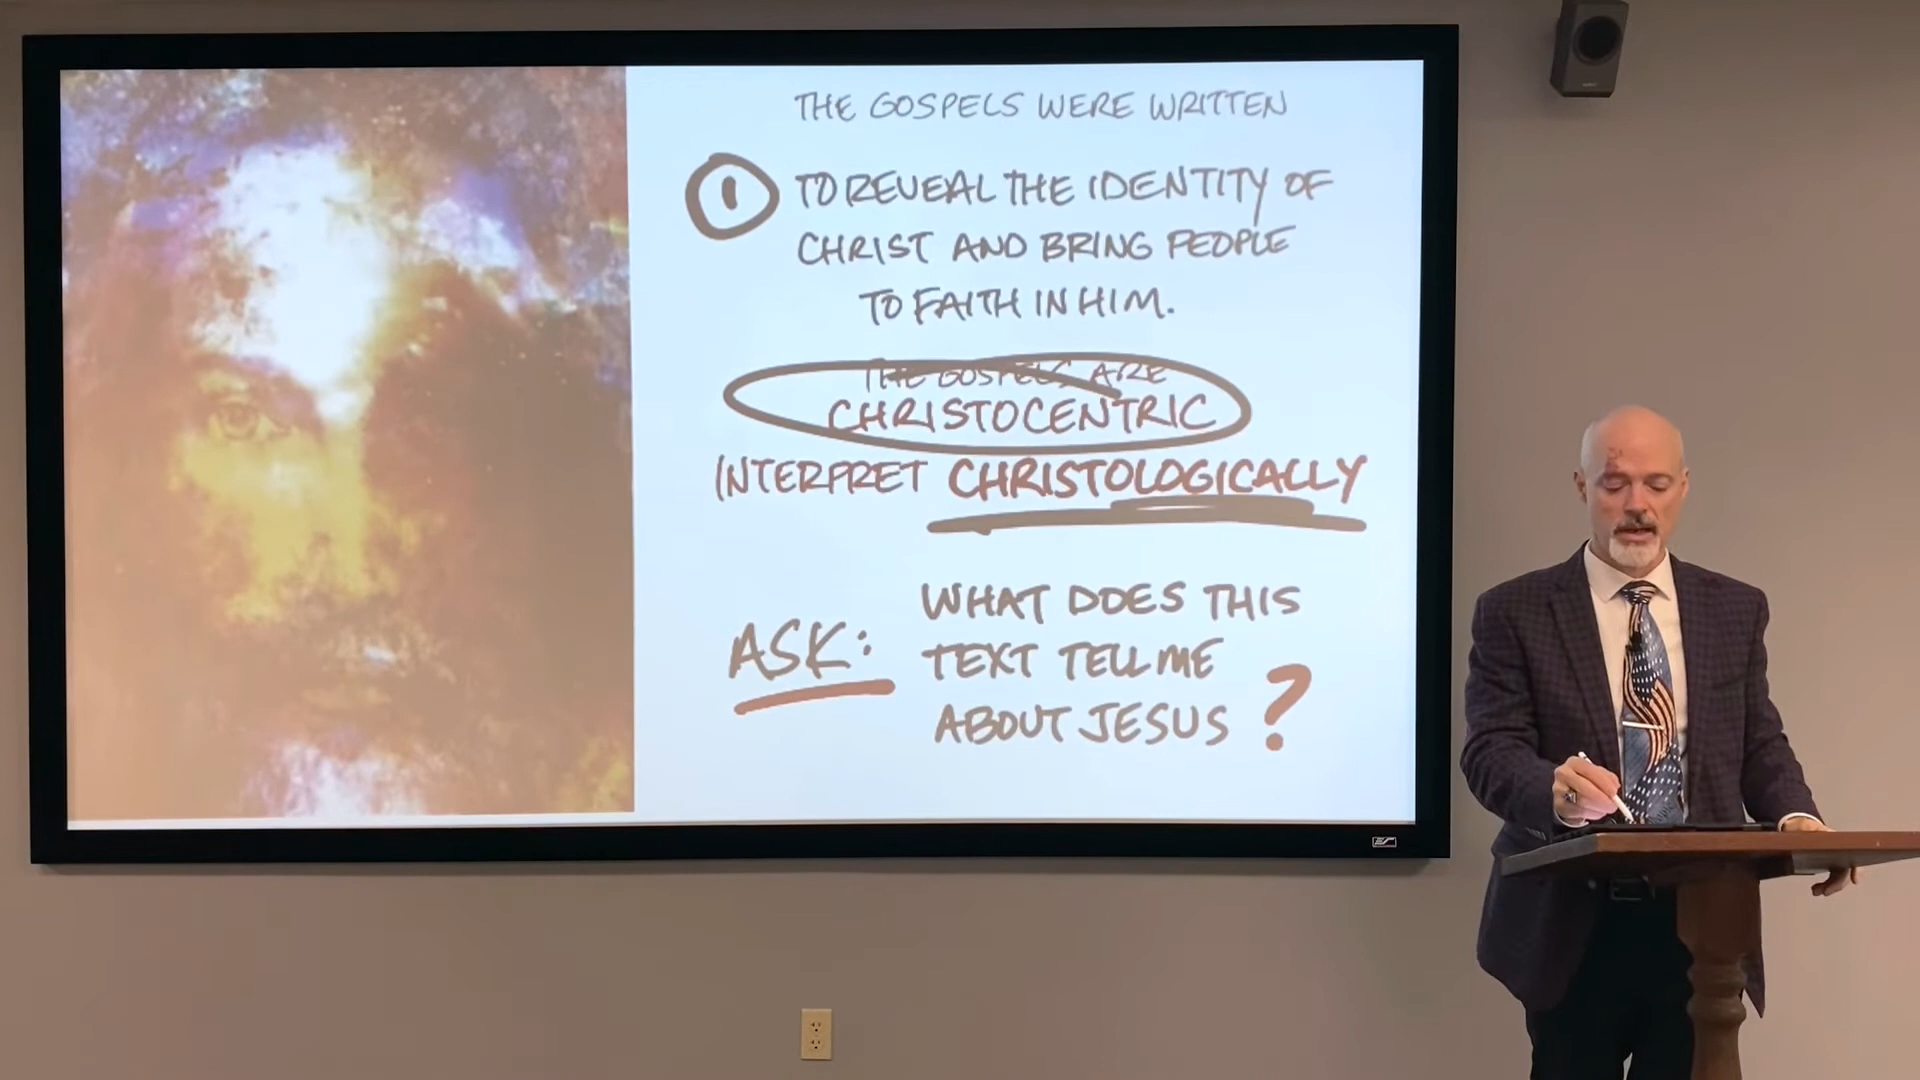 THE GOSPELS WERE WRITTEN
1 TO REVEAL THE IDENTITY OF
CHRIST AND BRING PEOPLE
TO FAITH IN HIM.
THE GOSPELS ARE
CHRISTOCENTRIC
INTERPRET CHRISTOLOGICALLY
ASK: WHAT DOES THIS
TEXT TELL ME
ABOUT JESUS ?